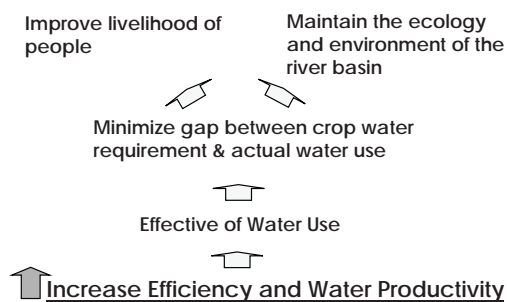 Improve livelihood of
people
Maintain the ecology
and environment of the
river basin
Minimize gap between crop water
requirement & actual water use
Effective of Water Use
Increase Efficiency and Water Productivity